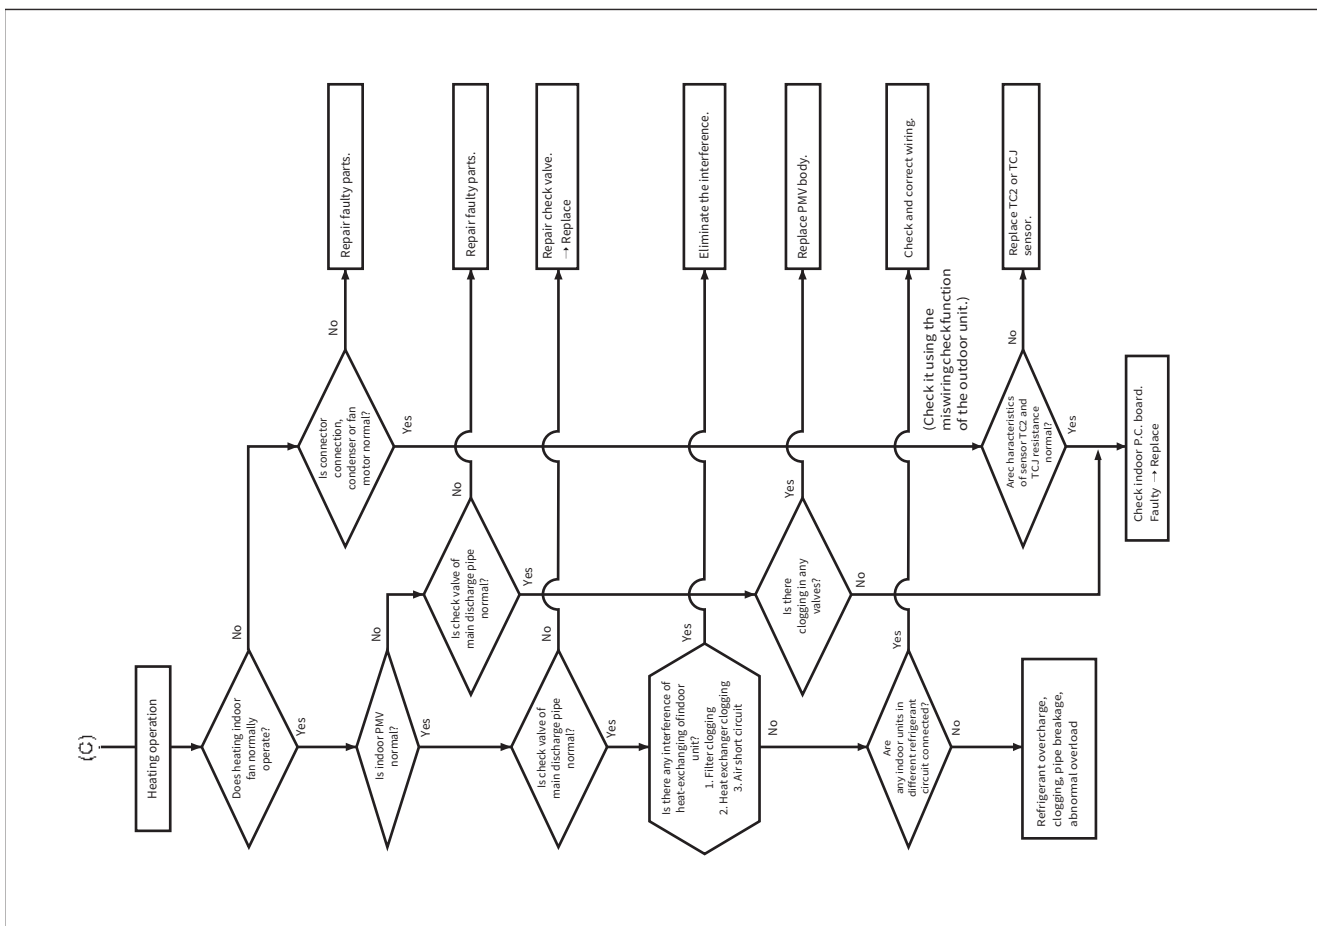 (C)
Heating operation
Does heating indoor
fan normally
operate?
No
Yes
Is connector
connection,
condenser or fan
motor normal?
No
Yes
Repair faulty parts.
Is indoor PMV
normal?
No
Yes
Is check valve of
main discharge pipe
normal?
No
Yes
Repair faulty parts.
Is check valve of
main discharge pipe
normal?
No
Yes
Repair check valve.
→ Replace
Is there any interference of
heat-exchanging ofindoor
unit?
1. Filter clogging
2. Heat exchanger clogging
3. Air short circuit
Yes
No
Eliminate the interference.
Is there
clogging in any
valves?
Yes
No
Replace PMV body.
Are
any indoor units in
different refrigerant
circuit connected?
Yes
No
Check and correct wiring.
(Check it using the
miswiringcheckfunction
of the outdoor unit.)
Arec haracteristics
of sensor TC2 and
TCJ resistance
normal?
No
Yes
Replace TC2 or TCJ
sensor.
Refrigerant overcharge,
clogging, pipe breakage,
abnormal overload
Check indoor P.C. board.
Faulty → Replace